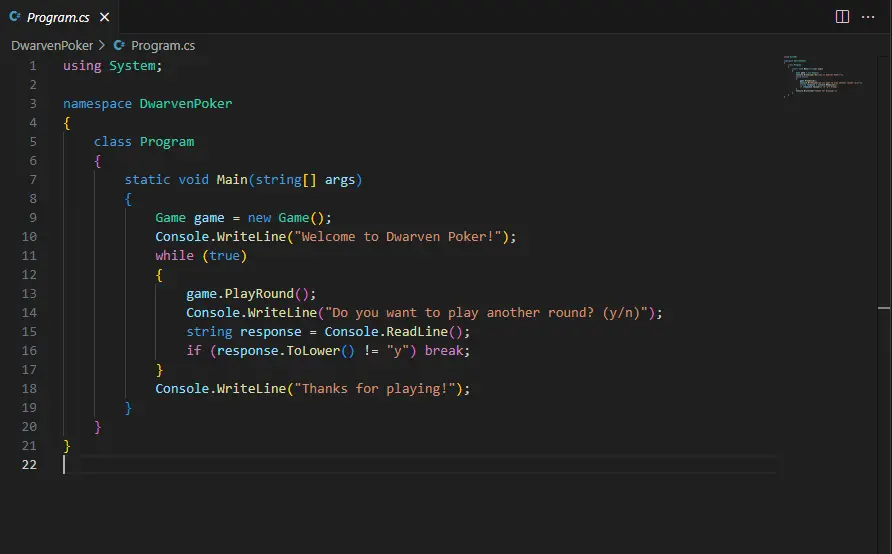 Program.cs
DwarvenPoker > Program.cs
1 using System;
2
3 namespace DwarvenPoker
4 {
5     class Program
6     {
7         static void Main(string[] args)
8         {
9             Game game = new Game();
10             Console.WriteLine("Welcome to Dwarven Poker!");
11             while (true)
12             {
13                 game.PlayRound();
14                 Console.WriteLine("Do you want to play another round? (y/n)");
15                 string response = Console.ReadLine();
16                 if (response.ToLower() != "y") break;
17             }
18             Console.WriteLine("Thanks for playing!");
19         }
20     }
21 }
22